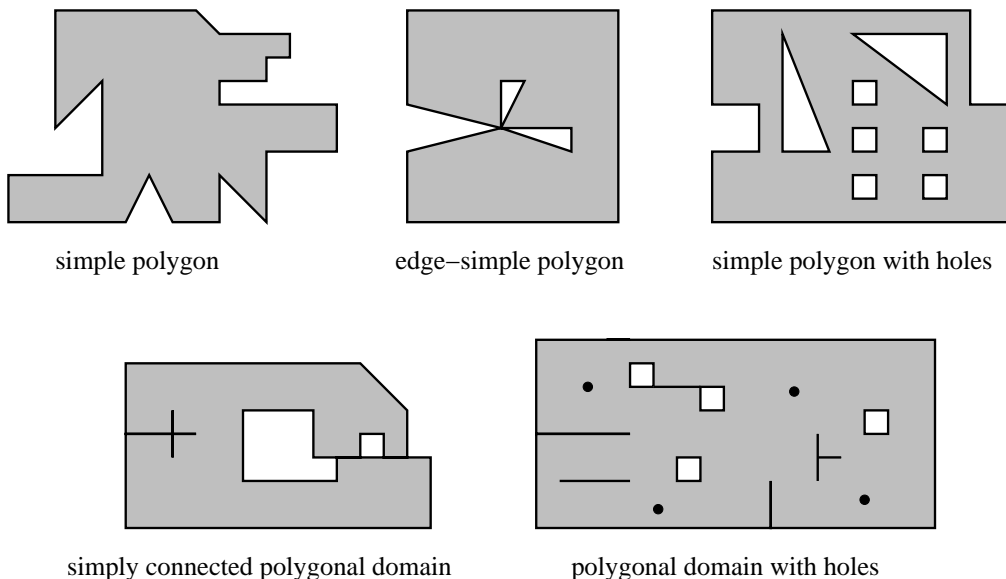 simple polygon
edge−simple polygon
simple polygon with holes
simply connected polygonal domain
polygonal domain with holes